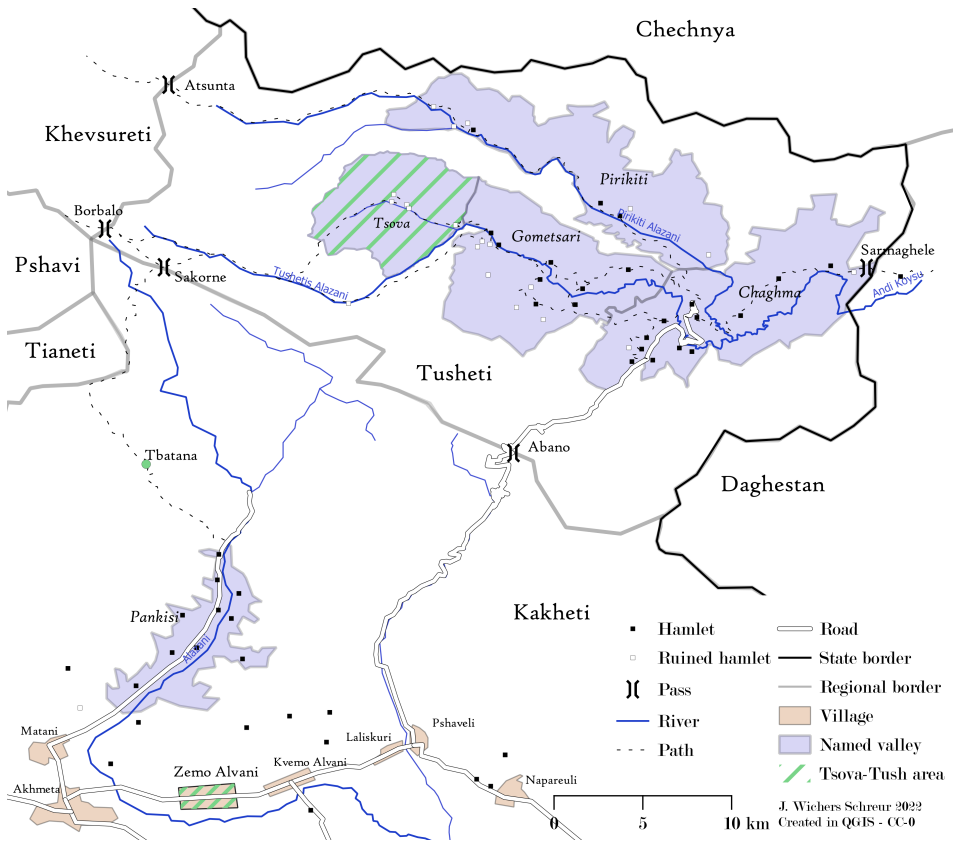 Chechnya
Atsunta
Khevsureti
Pirikiti
Borbalo
Tsova
Pirikiti Alazani
Gometsari
Sarmaghele
Pshavi
Sakorne
Tushetis Alazani
Chaghma
Andi Koysu
Tianeti
Tusheti
Abano
Tbatana
Daghestan
Pankisi
Kakheti
Alazani
Matani
Pshaveli
Laliskuri
Kvemo Alvani
Zemo Alvani
Akhmeta
Napareuli
Hamlet
Ruined hamlet
Pass
River
Path
Road
State border
Regional border
Village
Named valley
Tsova-Tush area
0 5 10 km
J. Wichers Schreur 2022
Created in QGIS - CC-0